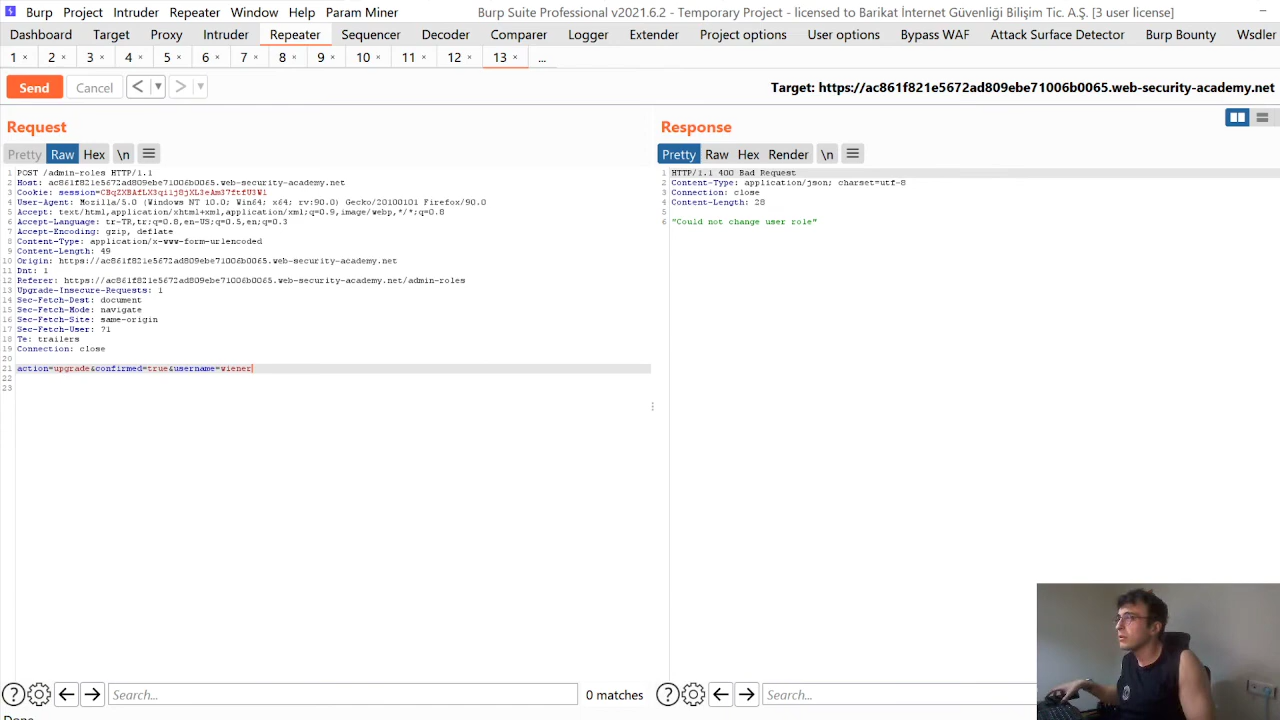 Burp Project Intruder Repeater Window Help Param Miner Burp Suite Professional v2021.6.2 - Temporary Project - licensed to Barikat İnternet Güvenliği Bilişim Tic. A.Ş. [3 user license]
Dashboard Target Proxy Intruder Repeater Sequencer Decoder Comparer Logger Extender Project options User options Bypass WAF Attack Surface Detector Burp Bounty Wsdler
1 × 2 × 3 × 4 × 5 × 6 × 7 × 8 × 9 × 10 × 11 × 12 × 13 × ...
Send Cancel < > Target: https://ac861f821e5672ad809ebe71006b0065.web-security-academy.net
Request
Pretty Raw Hex \n
1 POST /admin-roles HTTP/1.1
2 Host: ac861f821e5672ad809ebe71006b0065.web-security-academy.net
3 Cookie:
4 User-Agent: Mozilla/5.0 (Windows NT 10.0; Win64; x64; rv:90.0) Gecko/20100101 Firefox/90.0
5 Accept: text/html,application/xhtml+xml,application/xml;q=0.9,image/webp,*/*;q=0.8
6 Accept-Language: tr-TR,tr;q=0.8,en-US;q=0.5,en;q=0.3
7 Accept-Encoding: gzip, deflate
8 Content-Type: application/x-www-form-urlencoded
9 Content-Length: 49
10 Origin: https://ac861f821e5672ad809ebe71006b0065.web-security-academy.net
11 Dnt: 1
12 Referer: https://ac861f821e5672ad809ebe71006b0065.web-security-academy.net/admin-roles
13 Upgrade-Insecure-Requests: 1
14 Sec-Fetch-Dest: document
15 Sec-Fetch-Mode: navigate
16 Sec-Fetch-Site: same-origin
17 Sec-Fetch-User: ?1
18 Te: trailers
19 Connection: close
20
21 action=upgrade&confirmed=true&username=wiener
22
23
Response
Pretty Raw Hex Render \n
1 HTTP/1.1 400 Bad Request
2 Content-Type: application/json; charset=utf-8
3 Connection: close
4 Content-Length: 28
5
6 "Could not change user role"
Search... 0 matches
Search...
Done